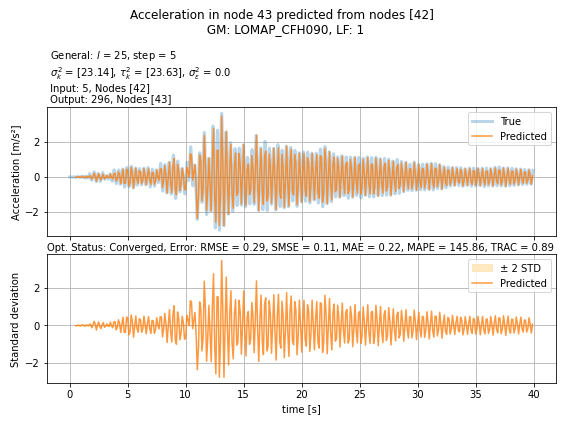 Acceleration in node 43 predicted from nodes [42]
GM: LOMAP_CFH090, LF: 1
General: l = 25, step = 5
σ²ₖ = [23.14], τ²ₖ = [23.63], σ²ε = 0.0
Input: 5, Nodes [42]
Output: 296, Nodes [43]
Acceleration [m/s²]
2
0
−2
True
Predicted
Opt. Status: Converged, Error: RMSE = 0.29, SMSE = 0.11, MAE = 0.22, MAPE = 145.86, TRAC = 0.89
Standard deviation
2
0
−2
± 2 STD
Predicted
0 5 10 15 20 25 30 35 40
time [s]